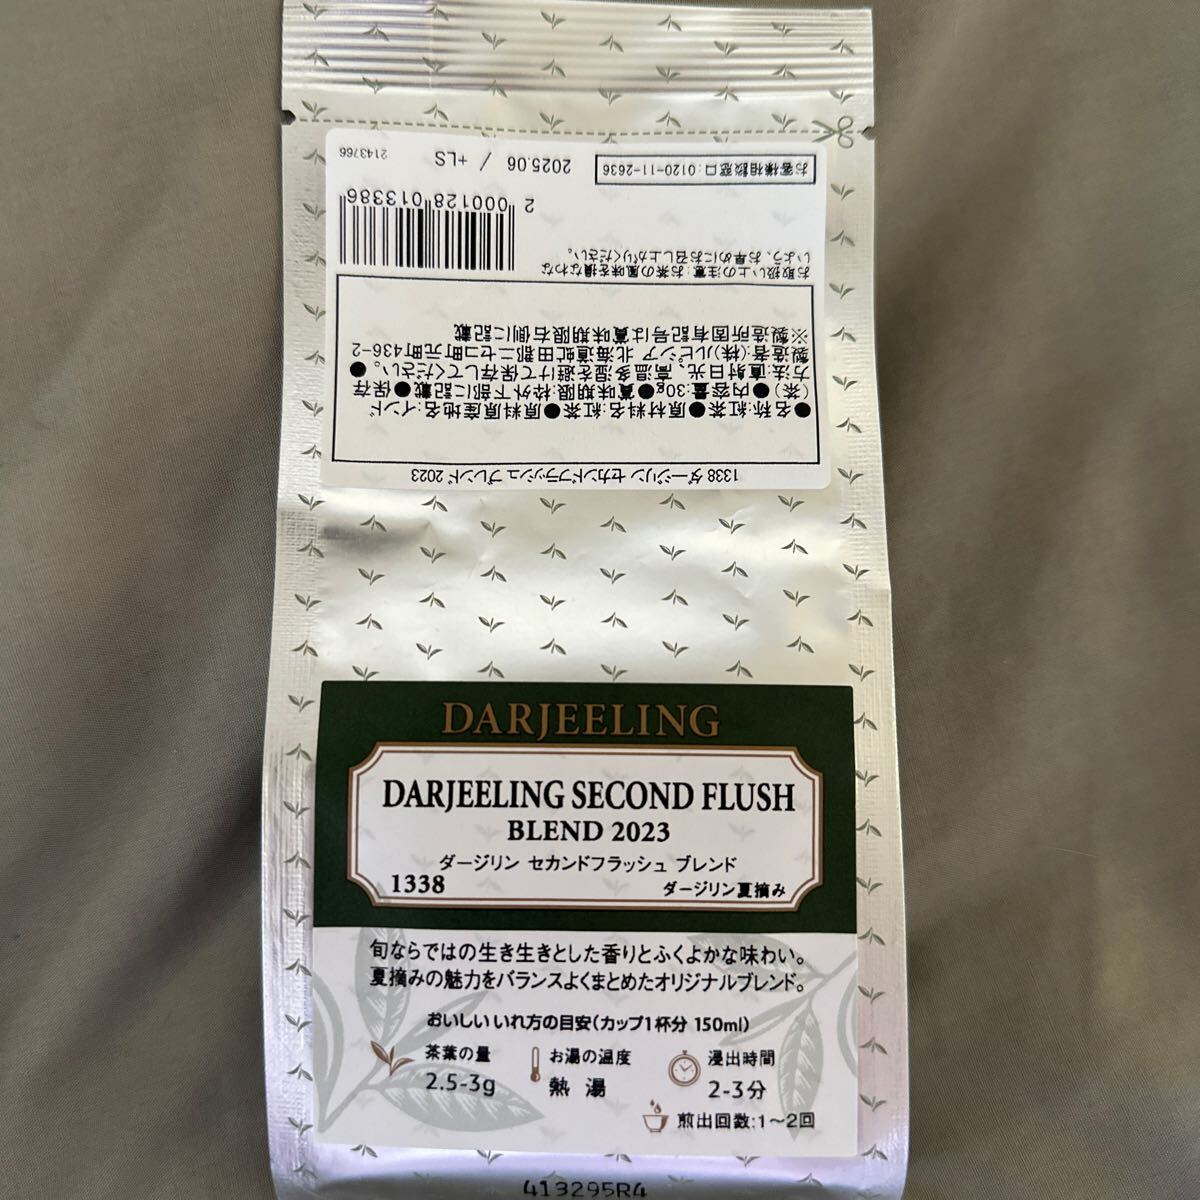 1338 ダージリン セカンドフラッシュ ブレンド 2023
●名称:紅茶●原材料名:紅茶●原料原産地名:インド
(茶)●内容量:30g●賞味期限:枠外下部に記載●保存
方法:直射日光、高温多湿を避けて保存してください。●
製造者:(株)ルピシア 北海道虻田郡ニセコ町元町436-2
※製造所固有記号は賞味期限右側に記載
お取扱い上の注意:お茶の風味を損なわな
いよう、お早めにお召し上がりください。
2 000128 013386
お客様相談窓口:0120-11-2636
2025.06 / +LS
2143766
DARJEELING
DARJEELING SECOND FLUSH
BLEND 2023
ダージリン セカンドフラッシュ ブレンド
1338 ダージリン夏摘み
旬ならではの生き生きとした香りとふくよかな味わい。
夏摘みの魅力をバランスよくまとめたオリジナルブレンド。
おいしいいれ方の目安(カップ1杯分 150ml)
茶葉の量
2.5-3g
お湯の温度
熱 湯
浸出時間
2-3分
煎出回数:1〜2回
413295R4